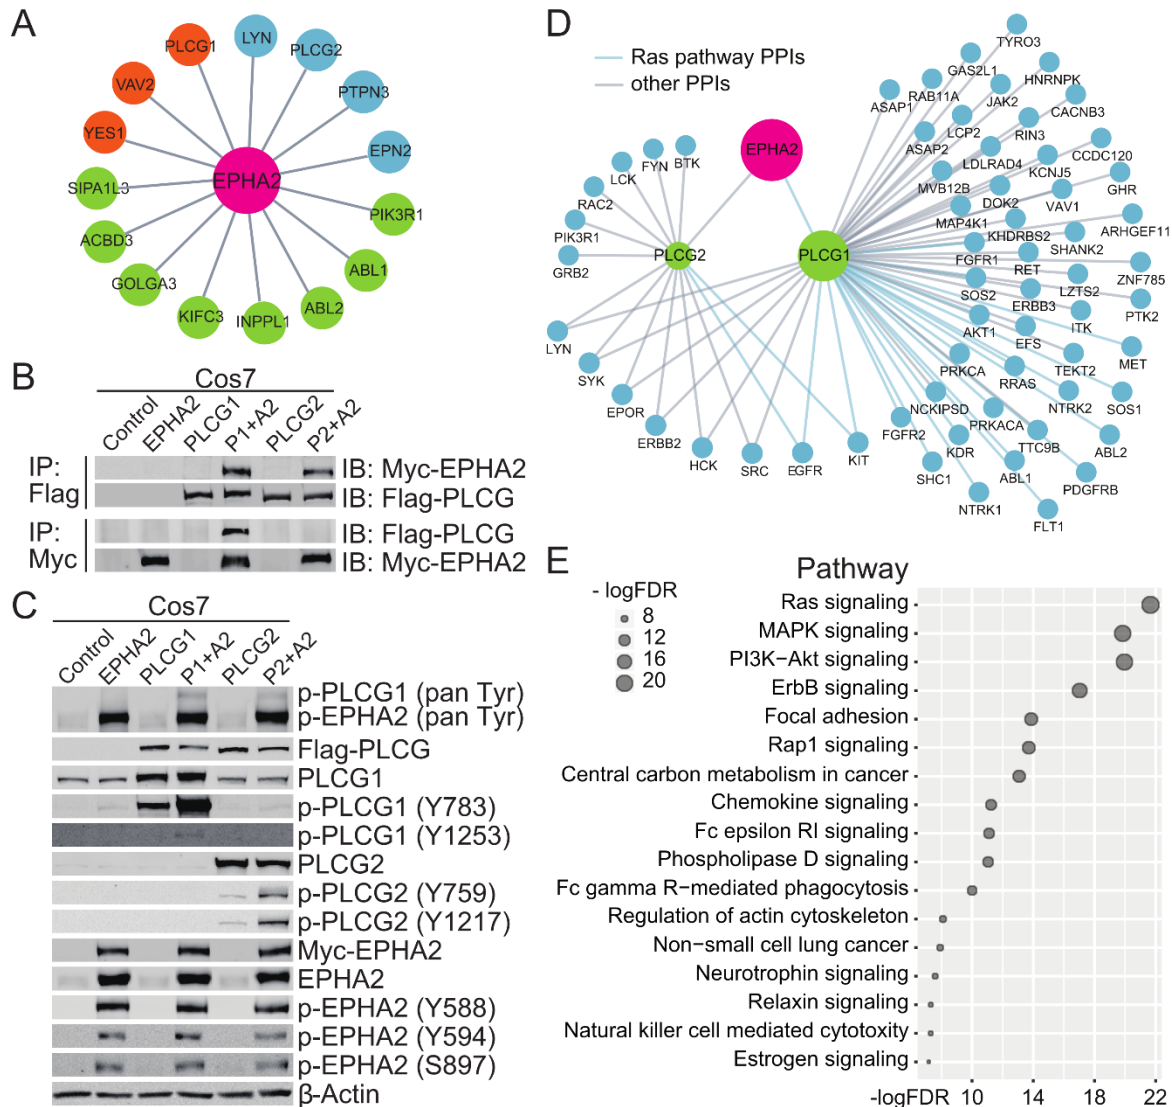 A
PLCG1
LYN
PLCG2
VAV2
PTPN3
YES1
EPN2
EPHA2
SIPA1L3
PIK3R1
ACBD3
ABL1
GOLGA3
ABL2
KIFC3
INPPL1
B
Cos7
Control
EPHA2
PLCG1
P1+A2
PLCG2
P2+A2
IP: Flag
IB: Myc-EPHA2
IB: Flag-PLCG
IP: Myc
IB: Flag-PLCG
IB: Myc-EPHA2
C
Cos7
Control
EPHA2
PLCG1
P1+A2
PLCG2
P2+A2
p-PLCG1 (pan Tyr)
p-EPHA2 (pan Tyr)
Flag-PLCG
PLCG1
p-PLCG1 (Y783)
p-PLCG1 (Y1253)
PLCG2
p-PLCG2 (Y759)
p-PLCG2 (Y1217)
Myc-EPHA2
EPHA2
p-EPHA2 (Y588)
p-EPHA2 (Y594)
p-EPHA2 (S897)
β-Actin
D
Ras pathway PPIs
other PPIs
TYRO3
GAS2L1
HNRNPK
RAB11A
ASAP1
JAK2
CACNB3
LCP2
RIN3
ASAP2
LDLRAD4
CCDC120
KCNJ5
MVB12B
GHR
DOK2
VAV1
MAP4K1
ARHGEF11
KHDRBS2
SHANK2
FGFR1
RET
ZNF785
LZTS2
SOS2
ERBB3
PTK2
ITK
AKT1
EFS
MET
TEKT2
PRKCA
RRAS
NTRK2
SOS1
NCKIPSD
PRKACA
ABL2
FGFR2
TTC9B
KDR
PDGFRB
SHC1
ABL1
NTRK1
FLT1
EPHA2
BTK
FYN
LCK
RAC2
PIK3R1
GRB2
PLCG2
PLCG1
LYN
SYK
EPOR
ERBB2
HCK
SRC
EGFR
KIT
E
Pathway
- logFDR
8
12
16
20
Ras signaling
MAPK signaling
PI3K−Akt signaling
ErbB signaling
Focal adhesion
Rap1 signaling
Central carbon metabolism in cancer
Chemokine signaling
Fc epsilon RI signaling
Phospholipase D signaling
Fc gamma R−mediated phagocytosis
Regulation of actin cytoskeleton
Non−small cell lung cancer
Neurotrophin signaling
Relaxin signaling
Natural killer cell mediated cytotoxity
Estrogen signaling
-logFDR 10 14 18 22